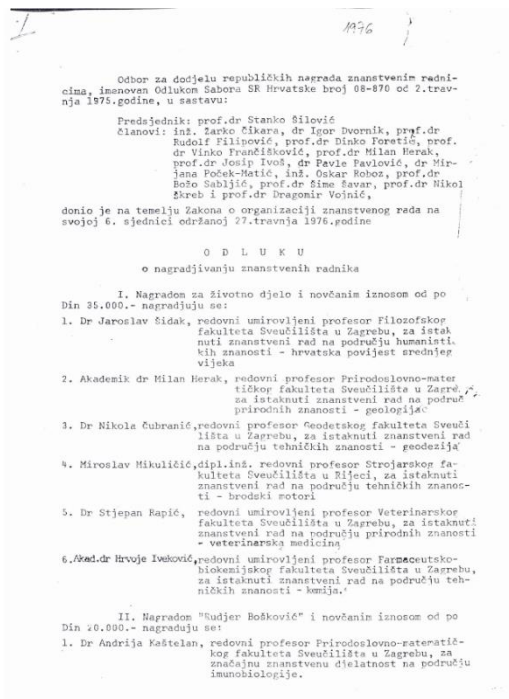 I
1976
Odbor za dodjelu republičkih nagrada znanstvenim radni-
cima, imenovan Odlukom Sabora SR Hrvatske broj 08-870 od 2.trav-
nja 1975.godine, u sastavu:
Predsjednik: prof.dr Stanko Šilović
članovi: inž. Žarko Čikara, dr Igor Dvornik, prof.dr
Rudolf Filipović, prof.dr Dinko Foretić, prof.
dr Vinko Frančišković, prof.dr Milan Herak,
prof.dr Josip Ivoš, dr Pavle Pavlović, dr Mir-
jana Poček-Matić, inž. Oskar Roboz, prof.dr
Božo Sabljić, prof.dr Šime Šavar, prof.dr Nikol
Škreb i prof.dr Dragomir Vojnić,
donio je na temelju Zakona o organizaciji znanstvenog rada na
svojoj 6. sjednici održanoj 27.travnja 1976.godine
O D L U K U
o nagradjivanju znanstvenih radnika
I. Nagradom za životno djelo i novčanim iznosom od po
Din 35.000.- nagradjuju se:
1. Dr Jaroslav Šidak, redovni umirovljeni profesor Filozofskog
fakulteta Sveučilišta u Zagrebu, za istak
nuti znanstveni rad na području humanisti
kih znanosti - hrvatska povijest srednjeg
vijeka
2. Akademik dr Milan Herak, redovni profesor Prirodoslovno-mater
tičkog fakulteta Sveučilišta u Zagre
za istaknuti znanstveni rad na područ
prirodnih znanosti - geologija
3. Dr Nikola Čubranić,redovni profesor Geodetskog fakulteta Sveuči
lišta u Zagrebu, za istaknuti znanstveni rad
na području tehničkih znanosti - geodezija
4. Miroslav Mikuličić,dipl.inž. redovni profesor Strojarskog fa-
kulteta Sveučilišta u Rijeci, za istaknuti
znanstveni rad na području tehničkih znanos-
ti - brodski motori
5. Dr Stjepan Rapić, redovni umirovljeni profesor Veterinarskog
fakulteta Sveučilišta u Zagrebu, za istaknuti
znanstveni rad na području prirodnih znanosti
- veterinarska medicina
6. Akad.dr Hrvoje Iveković,redovni umirovljeni profesor Farmaceutsko-
biokemijskog fakulteta Sveučilišta u Zagrebu,
za istaknuti znanstveni rad na području teh-
ničkih znanosti - kemija.
II. Nagradom "Rudjer Bošković" i novčanim iznosom od po
Din 20.000.- nagraduju se:
1. Dr Andrija Kaštelan, redovni profesor Prirodoslovno-matematič-
kog fakulteta Sveučilišta u Zagrebu, za
značajnu znanstvenu djelatnost na području
imunobiologije.